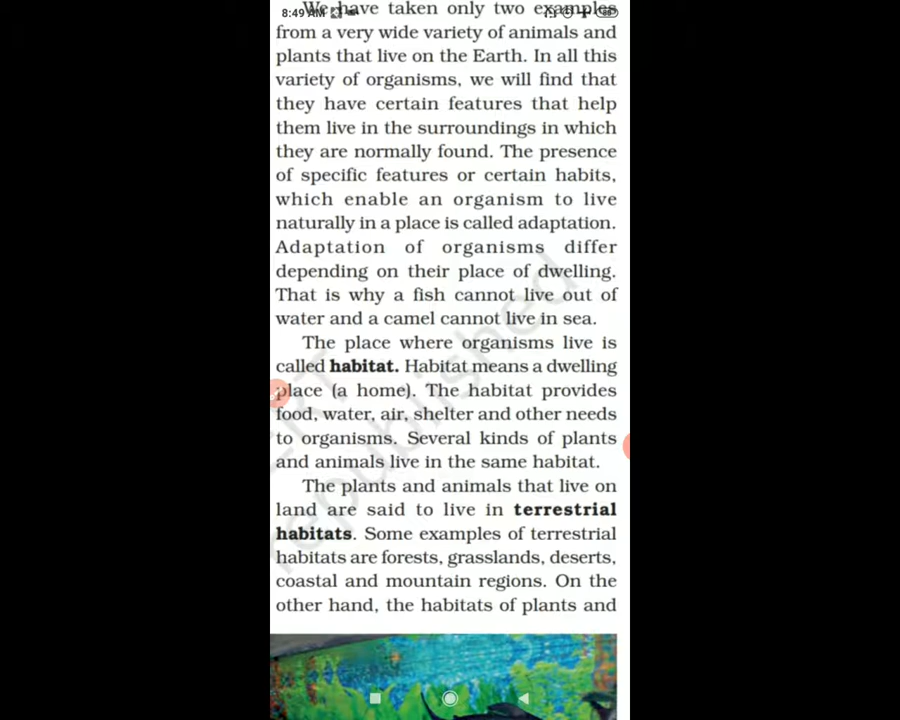 8:49 AM
We have taken only two examples
from a very wide variety of animals and
plants that live on the Earth. In all this
variety of organisms, we will find that
they have certain features that help
them live in the surroundings in which
they are normally found. The presence
of specific features or certain habits,
which enable an organism to live
naturally in a place is called adaptation.
Adaptation of organisms differ
depending on their place of dwelling.
That is why a fish cannot live out of
water and a camel cannot live in sea.
The place where organisms live is
called habitat. Habitat means a dwelling
place (a home). The habitat provides
food, water, air, shelter and other needs
to organisms. Several kinds of plants
and animals live in the same habitat.
The plants and animals that live on
land are said to live in terrestrial
habitats. Some examples of terrestrial
habitats are forests, grasslands, deserts,
coastal and mountain regions. On the
other hand, the habitats of plants and
republished